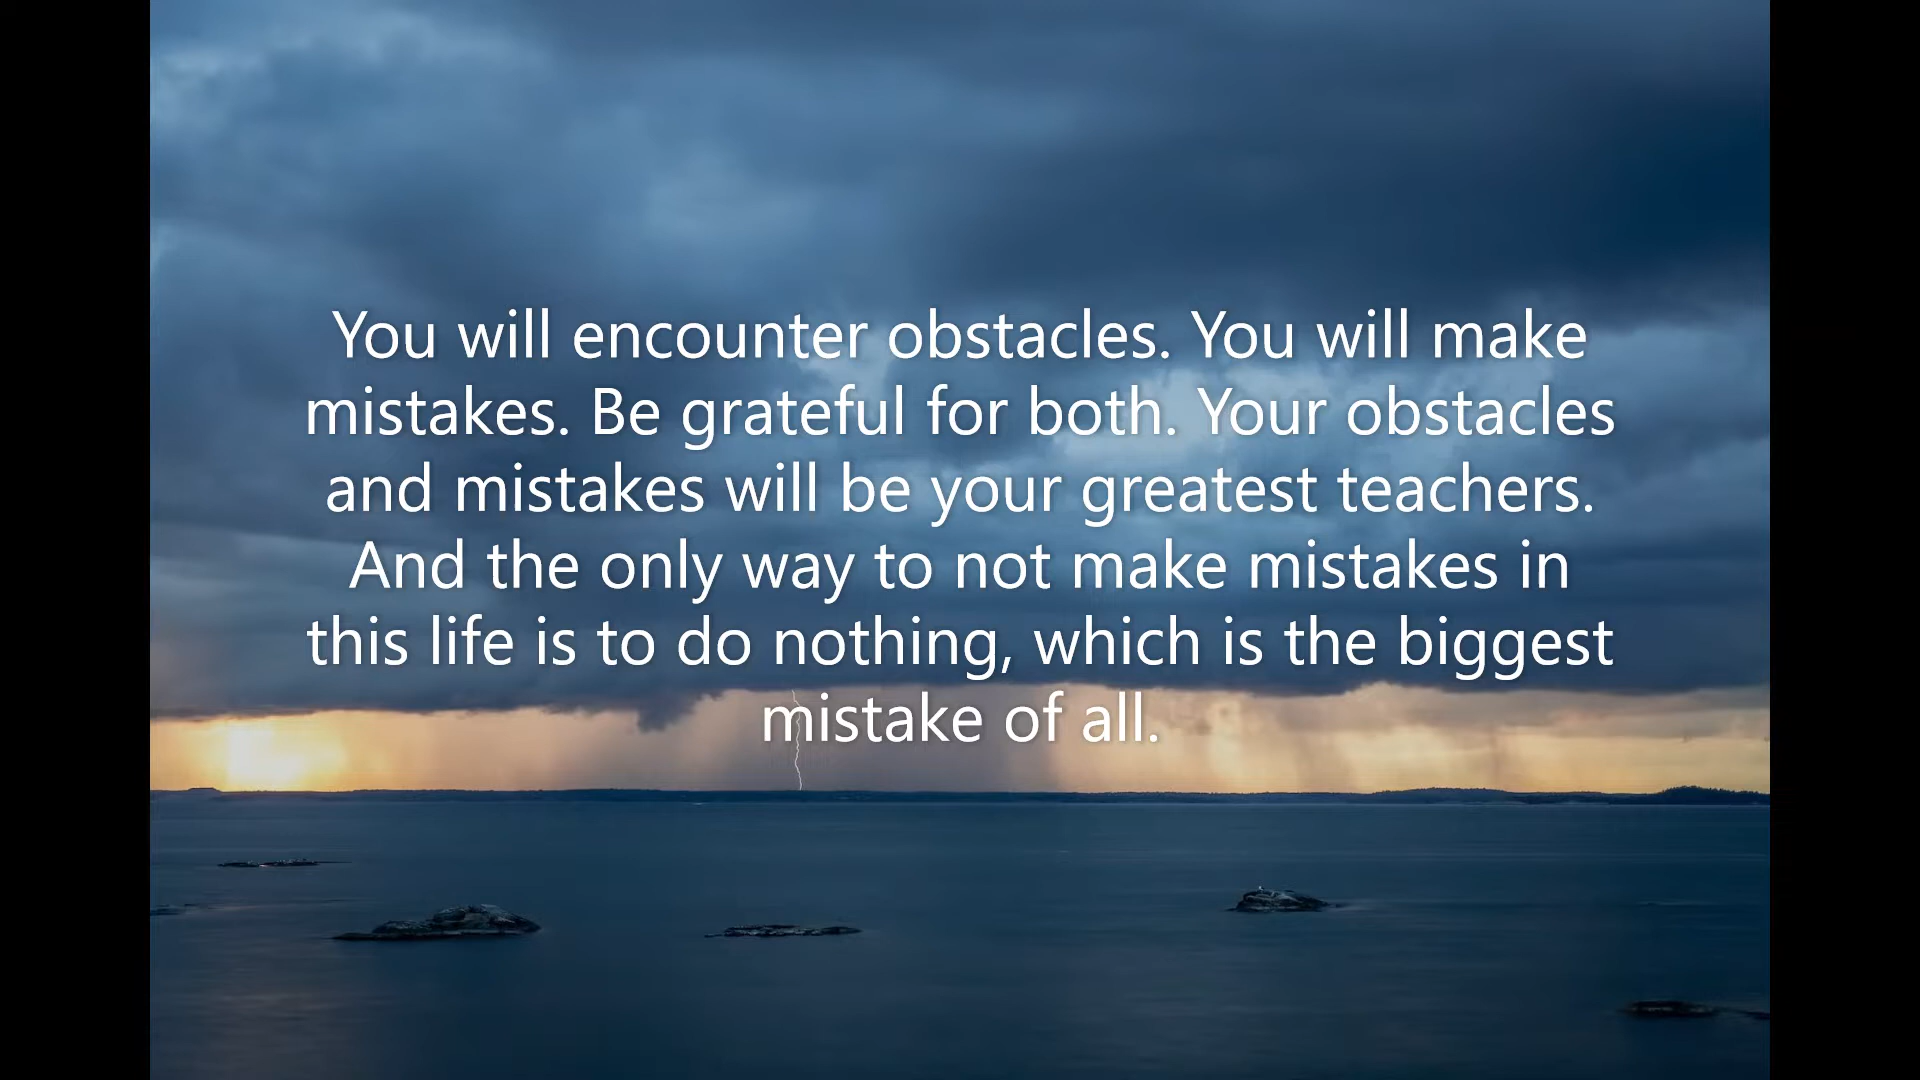 You will encounter obstacles. You will make
mistakes. Be grateful for both. Your obstacles
and mistakes will be your greatest teachers.
And the only way to not make mistakes in
this life is to do nothing, which is the biggest
mistake of all.